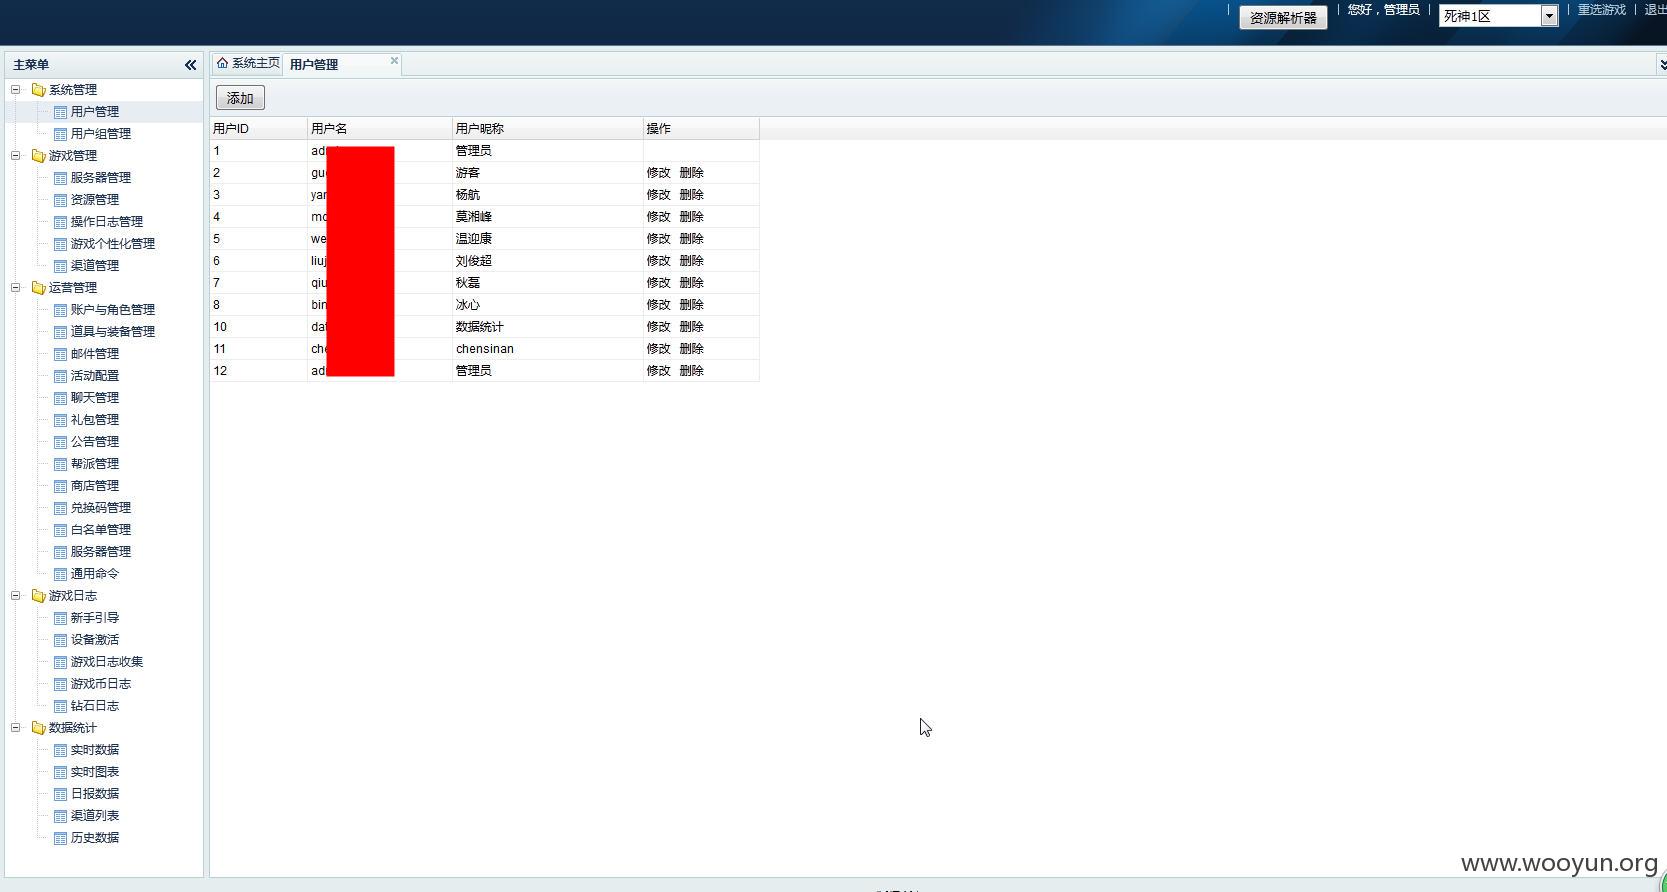 资源解析器
您好，管理员
死神1区
重选游戏
退出
主菜单
系统管理
用户管理
用户组管理
游戏管理
服务器管理
资源管理
操作日志管理
游戏个性化管理
渠道管理
运营管理
账户与角色管理
道具与装备管理
邮件管理
活动配置
聊天管理
礼包管理
公告管理
帮派管理
商店管理
兑换码管理
白名单管理
服务器管理
通用命令
游戏日志
新手引导
设备激活
游戏日志收集
游戏币日志
钻石日志
数据统计
实时数据
实时图表
日报数据
渠道列表
历史数据
系统主页 用户管理
添加
用户ID 用户名 用户昵称 操作
1 ad 管理员
2 gu 游客 修改 删除
3 yan 杨航 修改 删除
4 mo 莫湘峰 修改 删除
5 we 温迎康 修改 删除
6 liuj 刘俊超 修改 删除
7 qiu 秋磊 修改 删除
8 bin 冰心 修改 删除
10 dat 数据统计 修改 删除
11 che chensinan 修改 删除
12 ad 管理员 修改 删除
www.wooyun.org